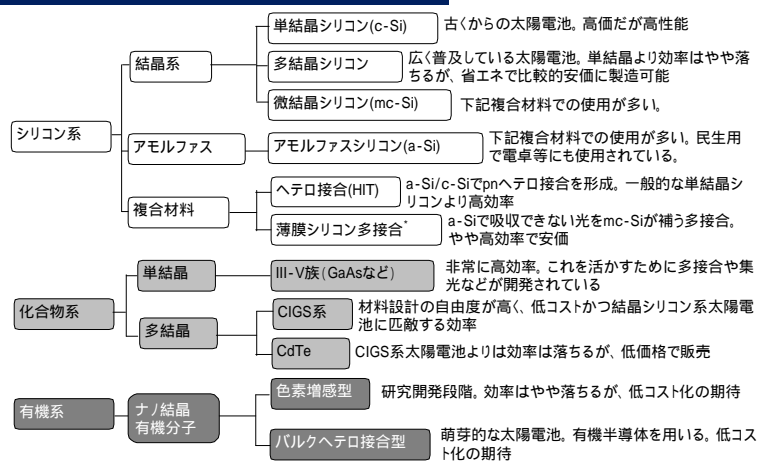 単結晶シリコン(c-Si)
古くからの太陽電池。高価だが高性能
結晶系
多結晶シリコン
広く普及している太陽電池。単結晶より効率はやや落
ちるが、省エネで比較的安価に製造可能
微結晶シリコン(mc-Si)
下記複合材料での使用が多い。
シリコン系
アモルファス
アモルファスシリコン(a-Si)
下記複合材料での使用が多い。民生用
で電卓等にも使用されている。
複合材料
ヘテロ接合(HIT)
a-Si/c-Siでpnヘテロ接合を形成。一般的な単結晶シ
リコンより高効率
薄膜シリコン多接合*
a-Siで吸収できない光をmc-Siが補う多接合。
やや高効率で安価
化合物系
単結晶
III-V族(GaAsなど)
非常に高効率。これを活かすために多接合や集
光などが開発されている
多結晶
CIGS系
材料設計の自由度が高く、低コストかつ結晶シリコン系太陽電
池に匹敵する効率
CdTe
CIGS系太陽電池よりは効率は落ちるが、低価格で販売
有機系
ナノ結晶
有機分子
色素増感型
研究開発段階。効率はやや落ちるが、低コスト化の期待
バルクヘテロ接合型
萌芽的な太陽電池。有機半導体を用いる。低コス
ト化の期待